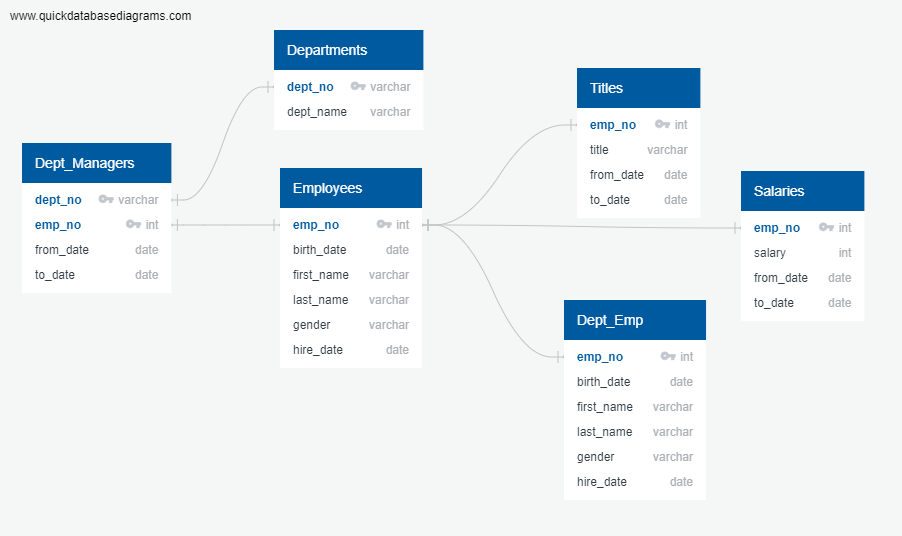 www.quickdatabasediagrams.com
Departments
dept_no varchar
dept_name varchar
Dept_Managers
dept_no varchar
emp_no int
from_date date
to_date date
Employees
emp_no int
birth_date date
first_name varchar
last_name varchar
gender varchar
hire_date date
Titles
emp_no int
title varchar
from_date date
to_date date
Salaries
emp_no int
salary int
from_date date
to_date date
Dept_Emp
emp_no int
birth_date date
first_name varchar
last_name varchar
gender varchar
hire_date date